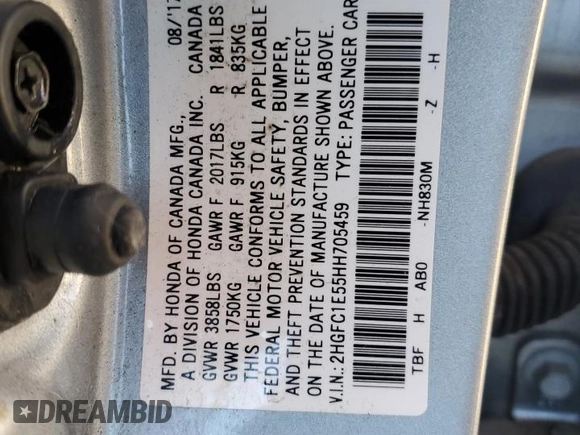 MFD. BY HONDA OF CANADA MFG., 08/17
A DIVISION OF HONDA CANADA INC. CANADA
GVWR 3858LBS GAWR F 2017LBS R 1841LBS
GVWR 1750KG GAWR F 915KG R 835KG
THIS VEHICLE CONFORMS TO ALL APPLICABLE
FEDERAL MOTOR VEHICLE SAFETY, BUMPER,
AND THEFT PREVENTION STANDARDS IN EFFECT
ON THE DATE OF MANUFACTURE SHOWN ABOVE.
V.I.N.: 2HGFC1E55HH705459 TYPE: PASSENGER CAR
TBF H AB0 -NH830M -Z -H
DREAMBID